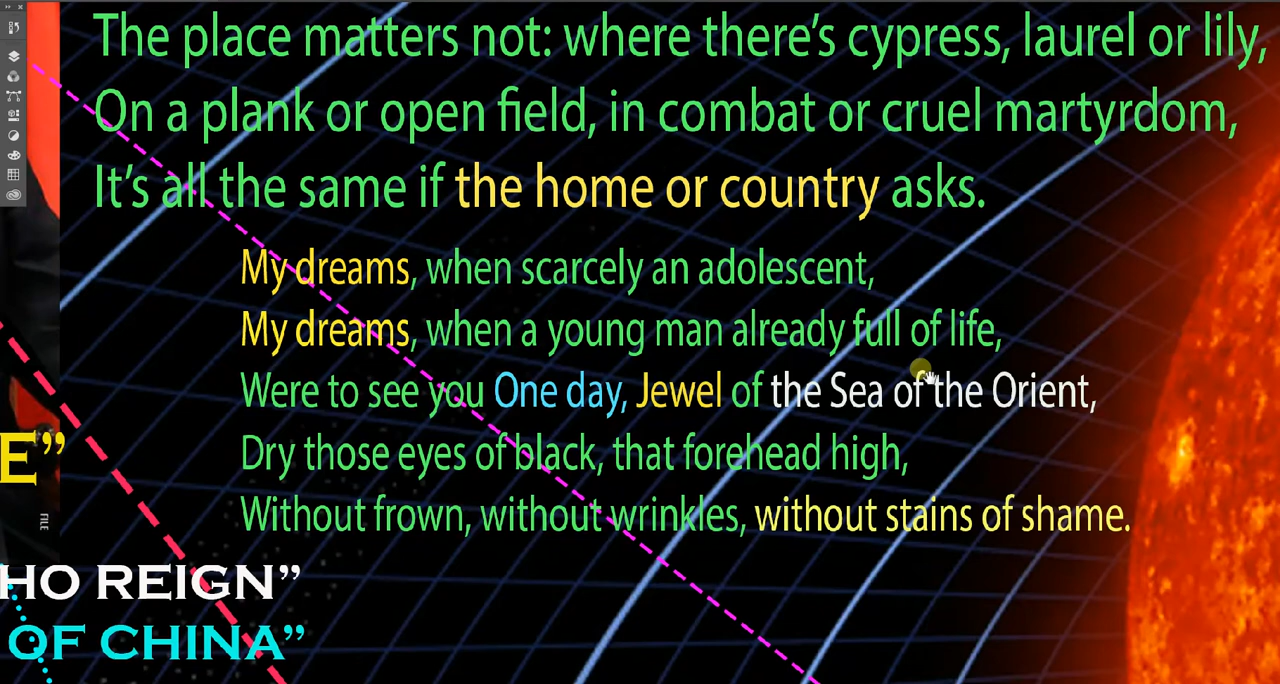 The place matters not: where there’s cypress, laurel or lily,
On a plank or open field, in combat or cruel martyrdom,
It’s all the same if the home or country asks.
My dreams, when scarcely an adolescent,
My dreams, when a young man already full of life,
Were to see you One day, Jewel of the Sea of the Orient,
Dry those eyes of black, that forehead high,
Without frown, without wrinkles, without stains of shame.
E”
FILE
HO REIGN”
OF CHINA”